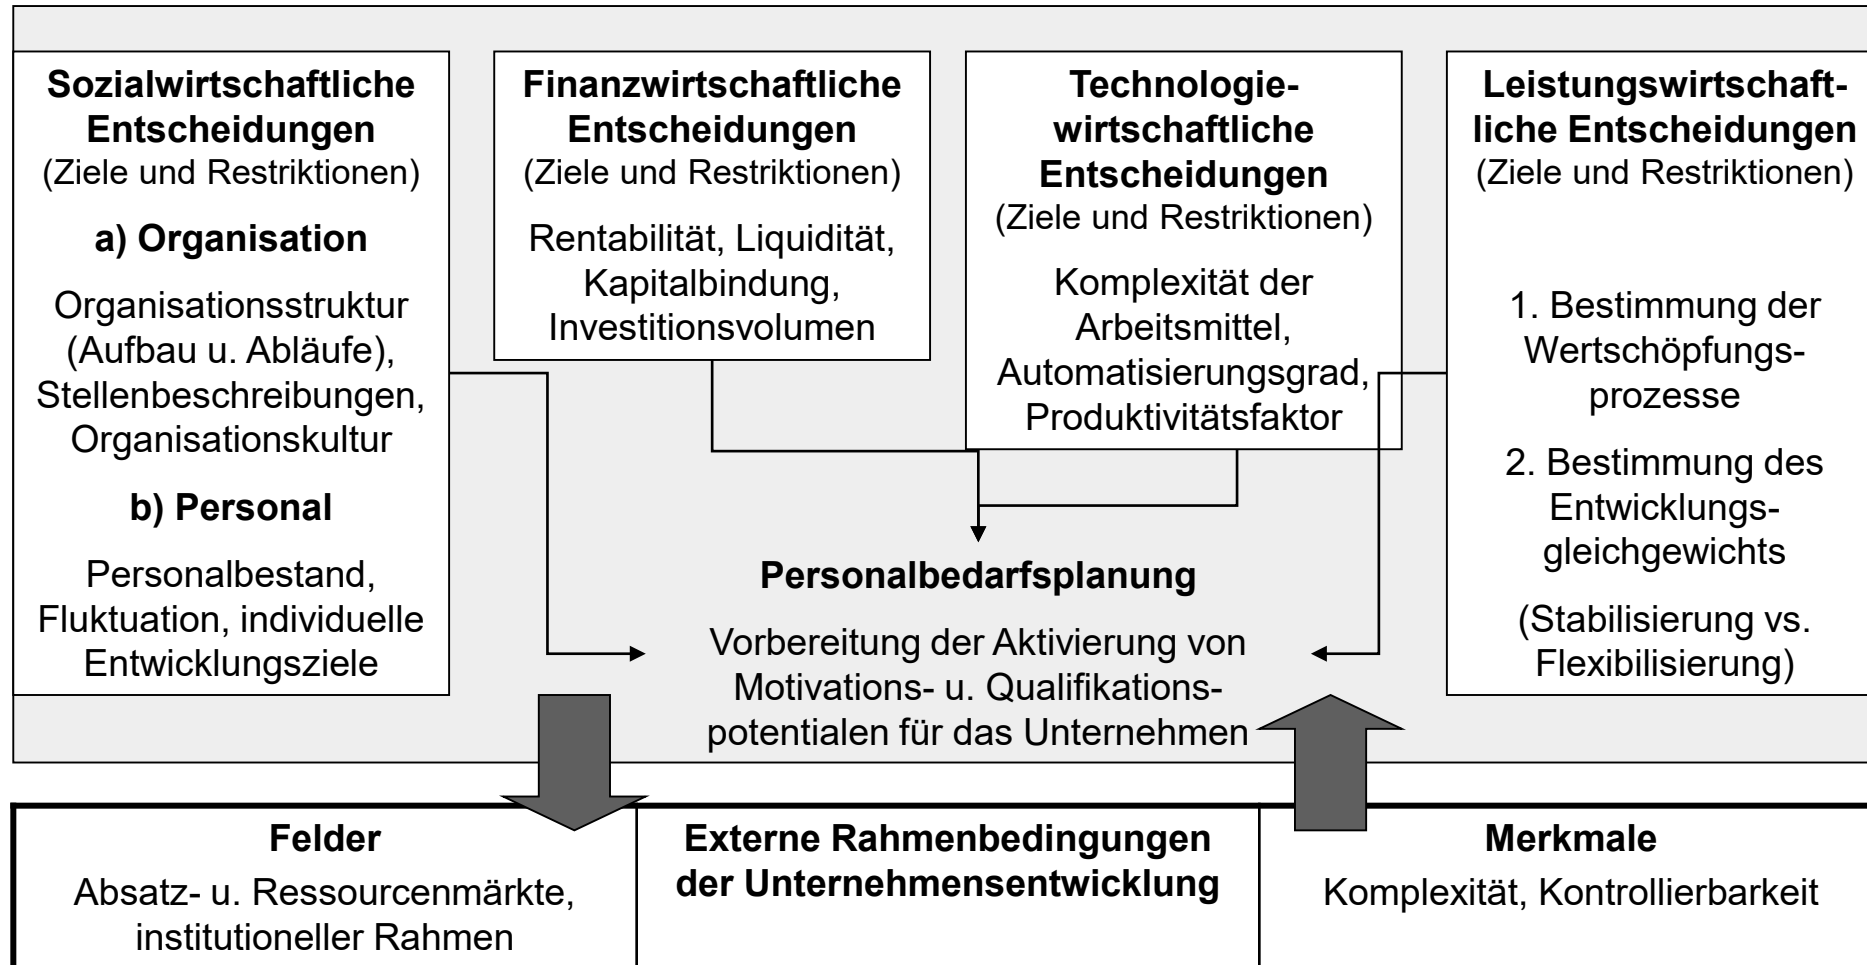 Sozialwirtschaftliche
Entscheidungen
(Ziele und Restriktionen)
a) Organisation
Organisationsstruktur
(Aufbau u. Abläufe),
Stellenbeschreibungen,
Organisationskultur
b) Personal
Personalbestand,
Fluktuation, individuelle
Entwicklungsziele
Finanzwirtschaftliche
Entscheidungen
(Ziele und Restriktionen)
Rentabilität, Liquidität,
Kapitalbindung,
Investitionsvolumen
Technologie-
wirtschaftliche
Entscheidungen
(Ziele und Restriktionen)
Komplexität der
Arbeitsmittel,
Automatisierungsgrad,
Produktivitätsfaktor
Leistungswirtschaft-
liche Entscheidungen
(Ziele und Restriktionen)
1. Bestimmung der
Wertschöpfungs-
prozesse
2. Bestimmung des
Entwicklungs-
gleichgewichts
(Stabilisierung vs.
Flexibilisierung)
Personalbedarfsplanung
Vorbereitung der Aktivierung von
Motivations- u. Qualifikations-
potentialen für das Unternehmen
Felder
Absatz- u. Ressourcenmärkte,
institutioneller Rahmen
Externe Rahmenbedingungen
der Unternehmensentwicklung
Merkmale
Komplexität, Kontrollierbarkeit